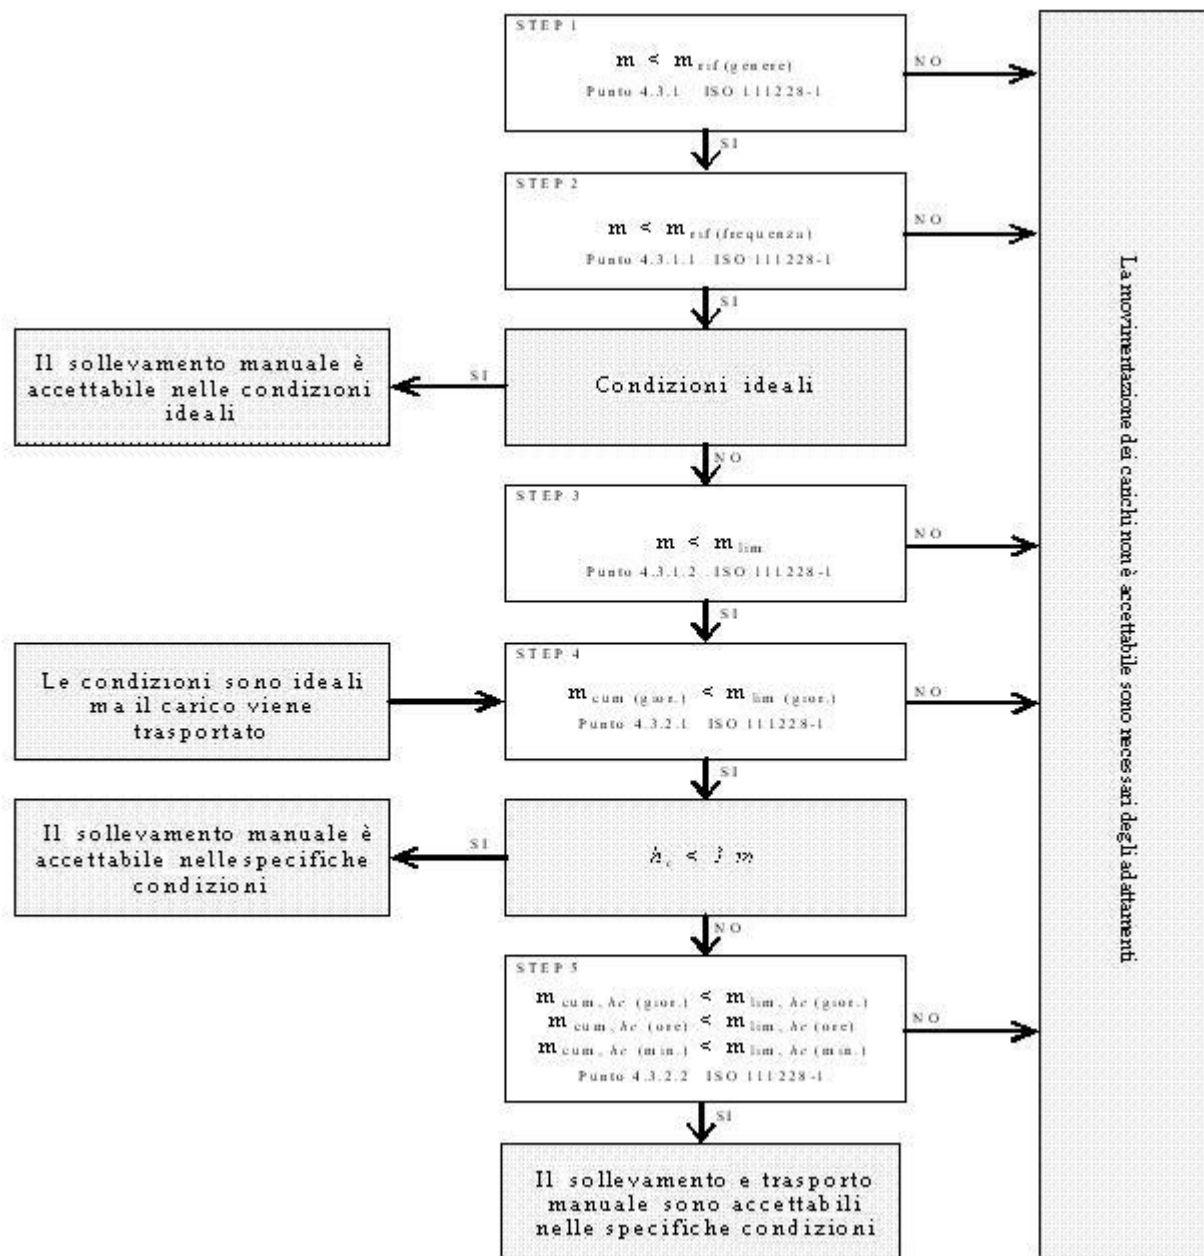 STEP 1
m < m rif (genere)
Punto 4.3.1 ISO 111228-1
NO
SI
STEP 2
m < m rif (frequenza)
Punto 4.3.1.1 ISO 111228-1
NO
SI
Il sollevamento manuale è
accettabile nelle condizioni
ideali
SI
Condizioni ideali
NO
STEP 3
m < m lim
Punto 4.3.1.2 ISO 111228-1
NO
SI
Le condizioni sono ideali
ma il carico viene
trasportato
STEP 4
m cum (gior.) < m lim (gior.)
Punto 4.3.2.1 ISO 111228-1
NO
SI
Il sollevamento manuale è
accettabile nelle specifiche
condizioni
SI
h c < 3 m
NO
STEP 5
m cum, hc (gior.) < m lim, hc (gior.)
m cum, hc (ore) < m lim, hc (ore)
m cum, hc (min.) < m lim, hc (min.)
Punto 4.3.2.2 ISO 111228-1
NO
SI
Il sollevamento e trasporto
manuale sono accettabili
nelle specifiche condizioni
La movimentazione dei carichi non è accettabile sono necessari degli adattamenti